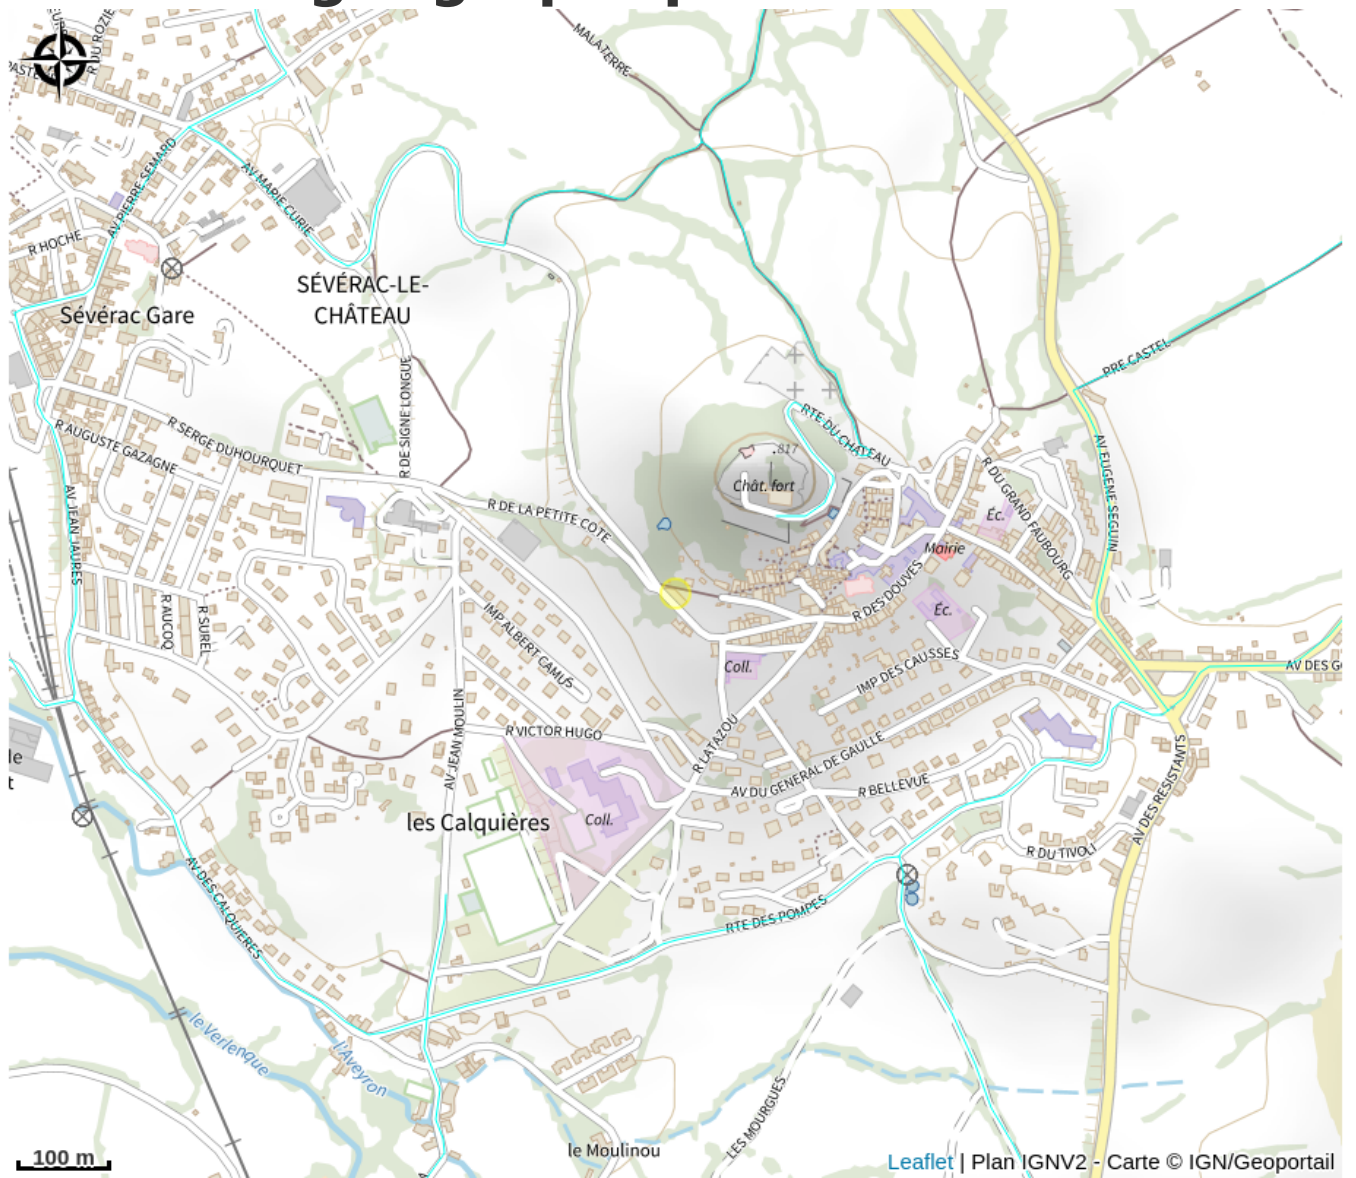 MALATERRE
R DU ROZIE
PASTE
AV PIERRE SEMARD
AV MARIE CURIE
R HOCHE
SÉVÉRAC-LE-
CHÂTEAU
Sévérac Gare
PRE CASTEL
R DE SIGNE LONGUE
RTE DU CHATEAU
R SERGE DUHOURQUET
R AUGUSTE GAZAGNE
.817
Chât. fort
AV EUGENE SEGUIN
R DU GRAND FAUBOURG
Éc.
Mairie
R DE LA PETITE COTE
AV JEAN JAURES
R AUCOQ
R SUREL
IMP ALBERT CAMUS
R DES DOUVES
Éc.
Coll.
IMP DES CAUSSES
AV DES G
AV JEAN MOULIN
R VICTOR HUGO
R LATAZOU
AV DU GENERAL DE GAULLE
R BELLEVUE
AV DES RESISTANTS
le
t
les Calquières
Coll.
R DU TIVOLI
AV DES CALQUIERES
RTE DES POMPES
le Verlenque
l'Aveyron
LES MOURGUES
le Moulinou
100 m
Leaflet | Plan IGNV2 - Carte © IGN/Geoportail